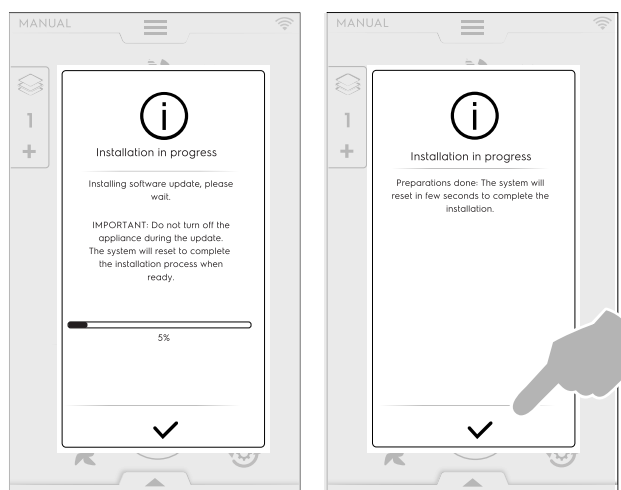 MANUAL
1
+
i
Installation in progress
Installing software update, please
wait.
IMPORTANT: Do not turn off the
appliance during the update.
The system will reset to complete
the installation process when
ready.
5%
MANUAL
1
+
i
Installation in progress
Preparations done: The system will
reset in few seconds to complete the
installation.